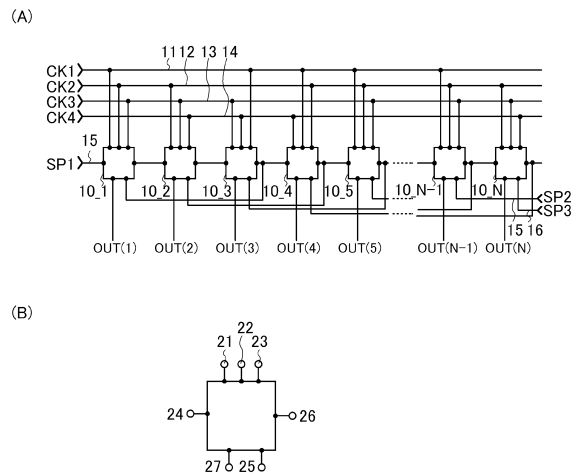 (A)
11 12 13 14
CK1
CK2
CK3
CK4
15
SP1
10_1 10_2 10_3 10_4 10_5 10_N-1 10_N
SP2
SP3
15 16
OUT(1) OUT(2) OUT(3) OUT(4) OUT(5) OUT(N-1) OUT(N)
(B)
22
21 23
24 26
27 25